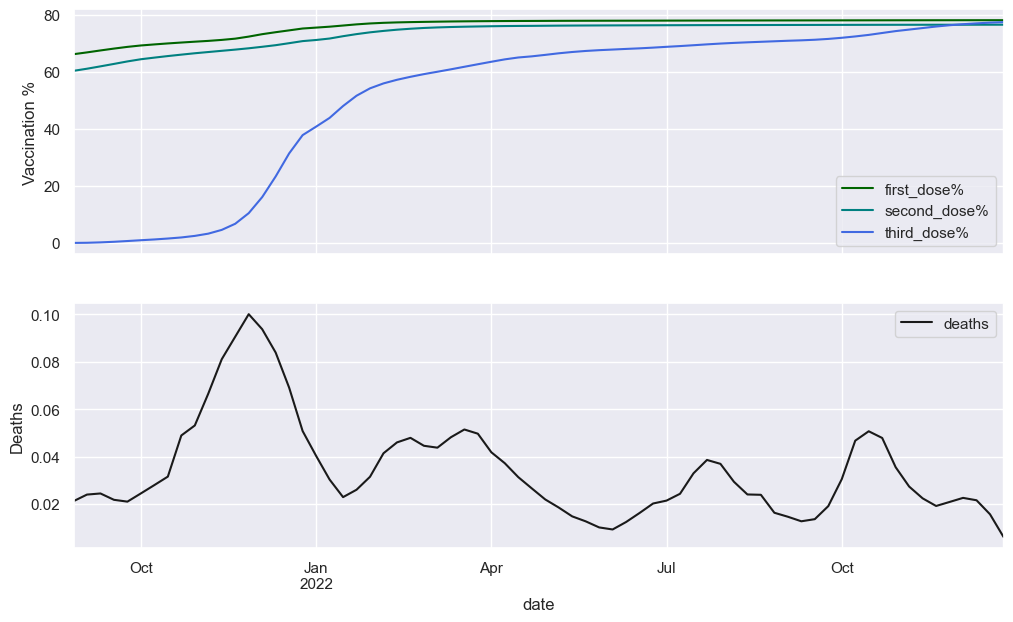 80
60
40
20
0
Vaccination %
first_dose%
second_dose%
third_dose%
0.10
0.08
0.06
0.04
0.02
Deaths
deaths
Oct
Jan
2022
Apr
Jul
Oct
date